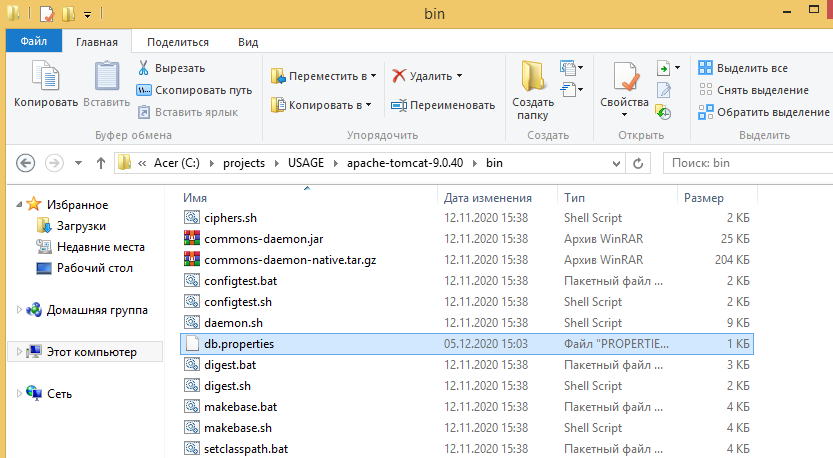 bin
Файл Главная Поделиться Вид
Копировать
Вставить
Вырезать
Скопировать путь
Вставить ярлык
Буфер обмена
Переместить в
Копировать в
Удалить
Переименовать
Упорядочить
Создать папку
Создать
Свойства
Открыть
Выделить все
Снять выделение
Обратить выделение
Выделить
« Acer (C:) projects USAGE apache-tomcat-9.0.40 bin
Поиск: bin
Избранное
Загрузки
Недавние места
Рабочий стол
Домашняя группа
Этот компьютер
Сеть
Имя Дата изменения Тип Размер
ciphers.sh 12.11.2020 15:38 Shell Script 2 КБ
commons-daemon.jar 12.11.2020 15:38 Архив WinRAR 25 КБ
commons-daemon-native.tar.gz 12.11.2020 15:38 Архив WinRAR 204 КБ
configtest.bat 12.11.2020 15:38 Пакетный файл ... 2 КБ
configtest.sh 12.11.2020 15:38 Shell Script 2 КБ
daemon.sh 12.11.2020 15:38 Shell Script 9 КБ
db.properties 05.12.2020 15:03 Файл "PROPERTIE... 1 КБ
digest.bat 12.11.2020 15:38 Пакетный файл ... 3 КБ
digest.sh 12.11.2020 15:38 Shell Script 2 КБ
makebase.bat 12.11.2020 15:38 Пакетный файл ... 4 КБ
makebase.sh 12.11.2020 15:38 Shell Script 4 КБ
setclasspath.bat 12.11.2020 15:38 Пакетный файл ... 4 КБ